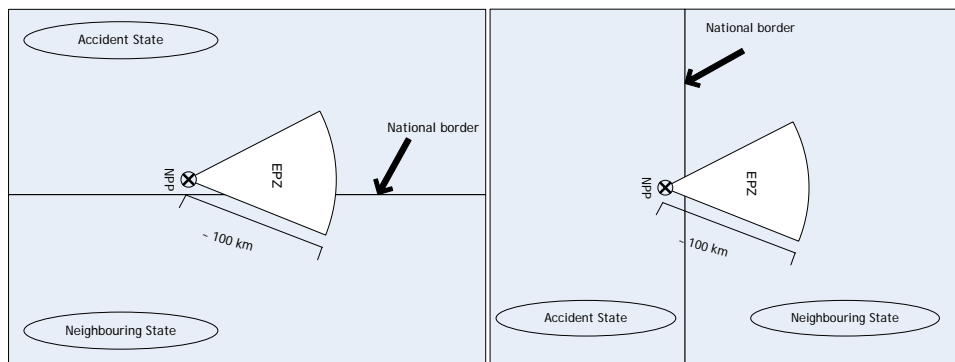 Accident State
National border
NPP
EPZ
~ 100 km
Neighbouring State
National border
NPP
EPZ
~ 100 km
Accident State
Neighbouring State